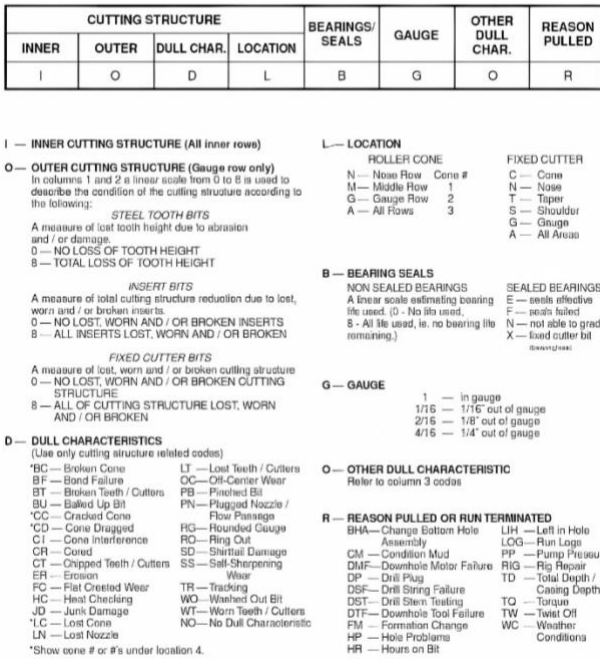 CUTTING STRUCTURE
BEARINGS/ SEALS
GAUGE
OTHER DULL CHAR.
REASON PULLED
INNER OUTER DULL CHAR. LOCATION
I O D L B G O R
I — INNER CUTTING STRUCTURE (All inner rows)
O — OUTER CUTTING STRUCTURE (Gauge row only)
In columns 1 and 2 a linear scale from 0 to 8 is used to
describe the condition of the cutting structure according to
the following:
STEEL TOOTH BITS
A measure of lost tooth height due to abrasion
and / or damage.
0 — NO LOSS OF TOOTH HEIGHT
8 — TOTAL LOSS OF TOOTH HEIGHT
INSERT BITS
A measure of total cutting structure reduction due to lost,
worn and / or broken inserts.
0 — NO LOST, WORN AND / OR BROKEN INSERTS
8 — ALL INSERTS LOST, WORN AND / OR BROKEN
FIXED CUTTER BITS
A measure of lost, worn and / or broken cutting structure
0 — NO LOST, WORN AND / OR BROKEN CUTTING
STRUCTURE
8 — ALL OF CUTTING STRUCTURE LOST, WORN
AND / OR BROKEN
D — DULL CHARACTERISTICS
(Use only cutting structure related codes)
*BC — Broken Cone
BF — Bond Failure
BT — Broken Teeth / Cutters
BU — Balled Up Bit
*CC — Cracked Cone
*CD — Cone Dragged
CI — Cone Interference
CR — Cored
CT — Chipped Teeth / Cutters
ER — Erosion
FC — Flat Crested Wear
HC — Heat Checking
JD — Junk Damage
*LC — Lost Cone
LN — Lost Nozzle
LT — Lost Teeth / Cutters
OC — Off-Center Wear
PB — Pinched Bit
PN — Plugged Nozzle /
Flow Passage
RG — Rounded Gauge
RO — Ring Out
SD — Shirttail Damage
SS — Self-Sharpening
Wear
TR — Tracking
WO — Washed Out Bit
WT — Worn Teeth / Cutters
NO — No Dull Characteristic
*Show cone # or #'s under location 4.
L — LOCATION
ROLLER CONE
N — Nose Row Cone #
M — Middle Row 1
G — Gauge Row 2
A — All Rows 3
FIXED CUTTER
C — Cone
N — Nose
T — Taper
S — Shoulder
G — Gauge
A — All Areas
B — BEARING SEALS
NON SEALED BEARINGS
A linear scale estimating bearing
life used. (0 - No life used,
8 - All life used, ie. no bearing life
remaining.)
SEALED BEARINGS
E — seals effective
F — seals failed
N — not able to grad
X — fixed cutter bit
G — GAUGE
1 — in gauge
1/16 — 1/16" out of gauge
2/16 — 1/8" out of gauge
4/16 — 1/4" out of gauge
O — OTHER DULL CHARACTERISTIC
Refer to column 3 codes
R — REASON PULLED OR RUN TERMINATED
BHA — Change Bottom Hole
Assembly
CM — Condition Mud
DMF — Downhole Motor Failure
DP — Drill Plug
DSF — Drill String Failure
DST — Drill Stem Testing
DTF — Downhole Tool Failure
FM — Formation Change
HP — Hole Problems
HR — Hours on Bit
LIH — Left in Hole
LOG — Run Logs
PP — Pump Pressu
RIG — Rig Repair
TD — Total Depth /
Casing Depth
TQ — Torque
TW — Twist Off
WC — Weather
Conditions